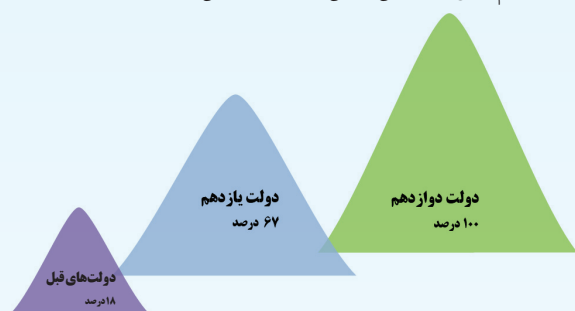 دولت دوازدهم
۱۰۰ درصد
دولت یازدهم
۶۷ درصد
دولت‌های قبل
۱۸ درصد